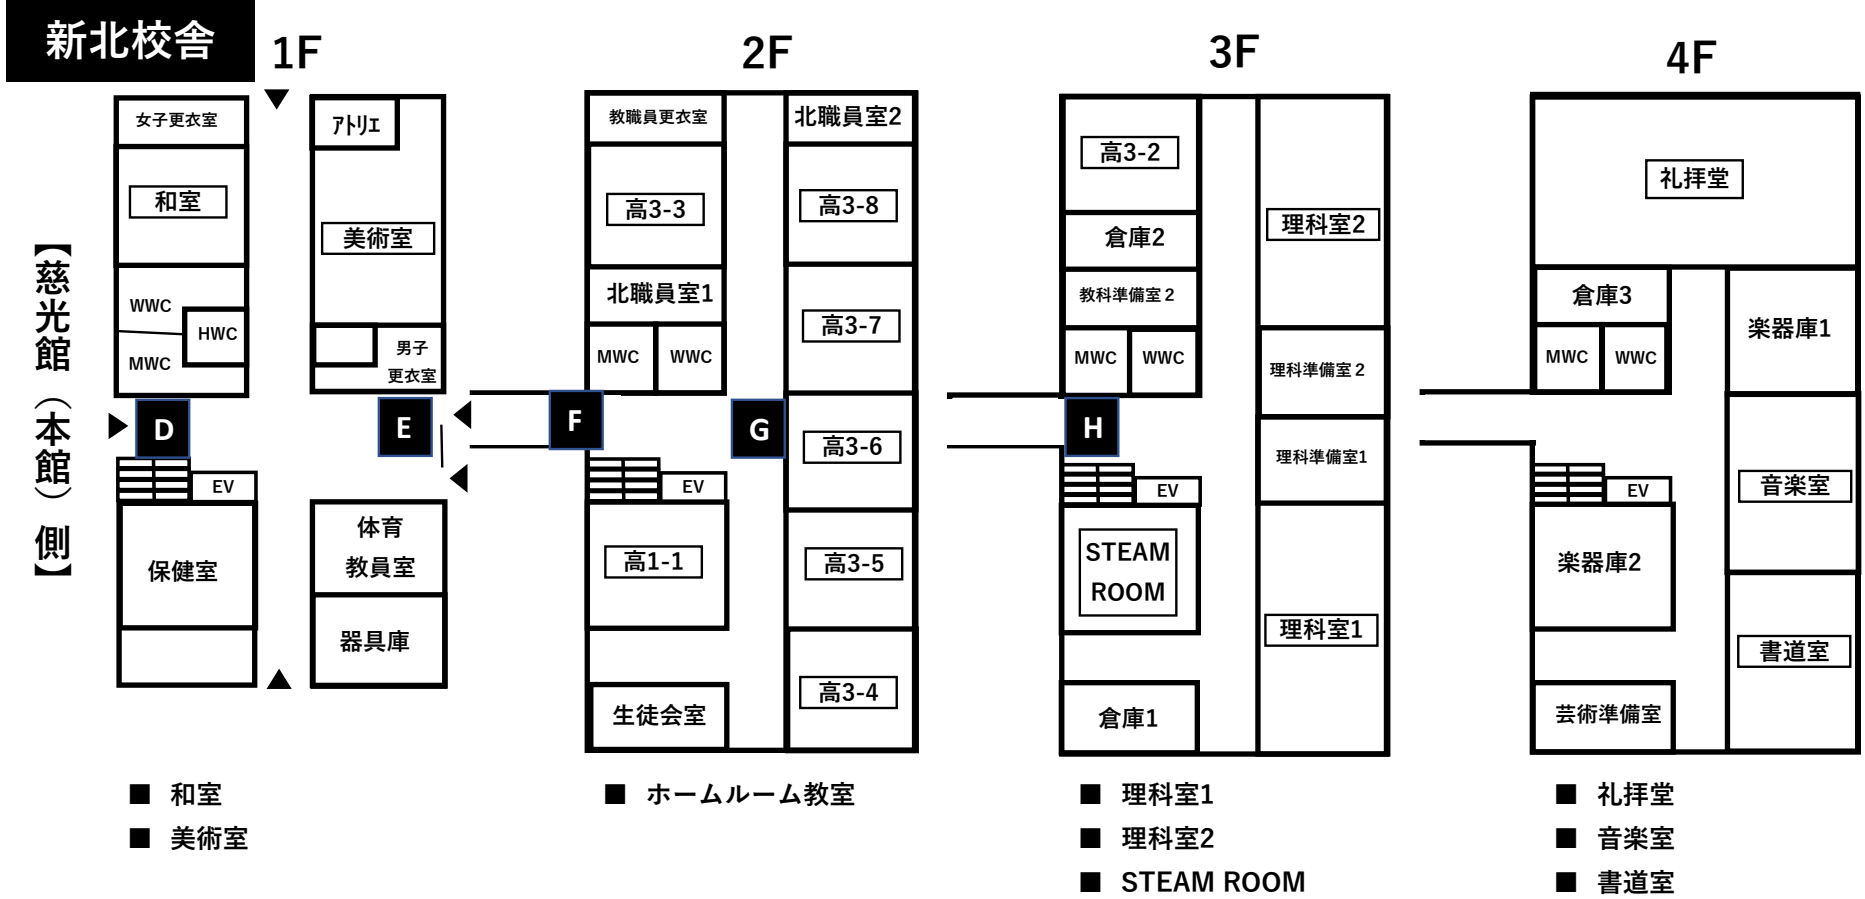 新北校舎
1F
2F
3F
4F
【慈光館（本館）側】
女子更衣室
和室
WWC
HWC
MWC
D
EV
保健室
アトリエ
美術室
男子
更衣室
E
体育
教員室
器具庫
教職員更衣室
高3-3
北職員室1
MWC
WWC
F
EV
高1-1
生徒会室
北職員室2
高3-8
高3-7
G
高3-6
高3-5
高3-4
高3-2
倉庫2
教科準備室2
MWC
WWC
H
EV
STEAM
ROOM
倉庫1
理科室2
理科準備室2
理科準備室1
理科室1
礼拝堂
倉庫3
MWC
WWC
EV
楽器庫2
芸術準備室
楽器庫1
音楽室
書道室
■ 和室
■ 美術室
■ ホームルーム教室
■ 理科室1
■ 理科室2
■ STEAM ROOM
■ 礼拝堂
■ 音楽室
■ 書道室